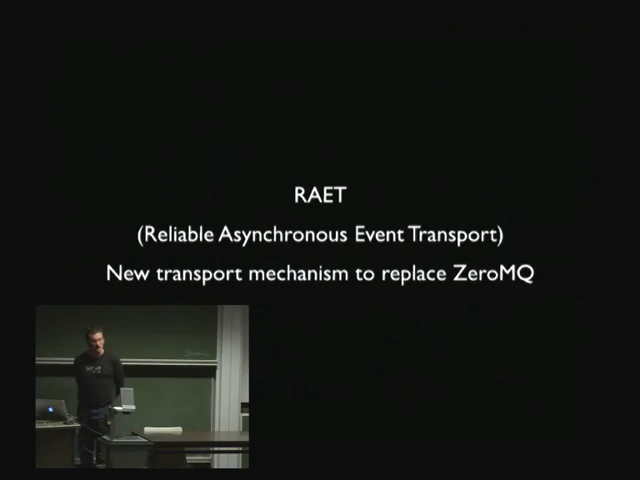 RAET
(Reliable Asynchronous Event Transport)
New transport mechanism to replace ZeroMQ